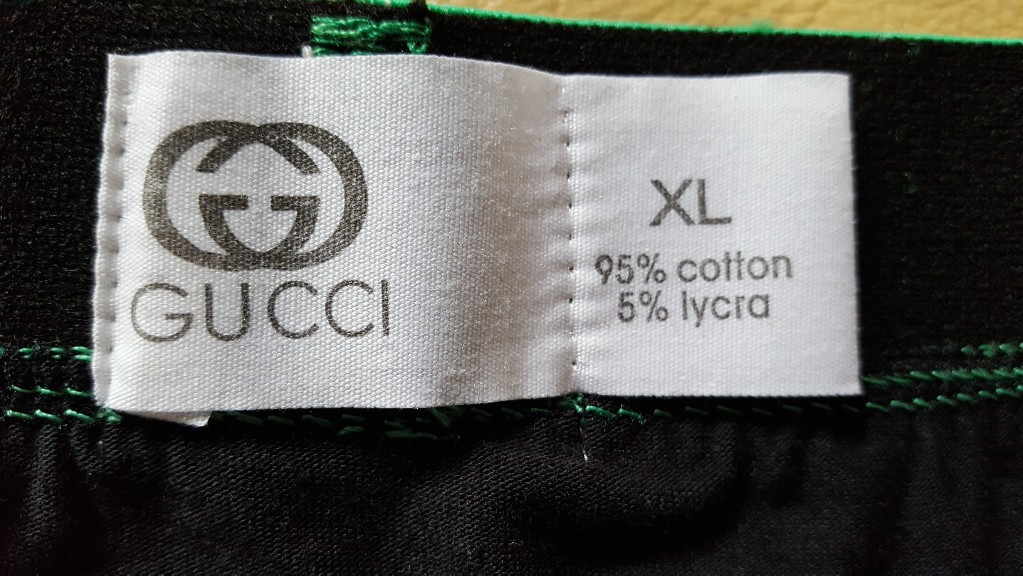 GUCCI
XL
95% cotton
5% lycra